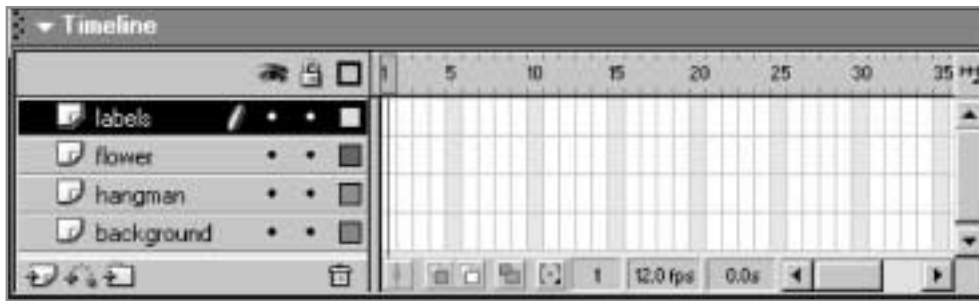 Timeline
1 5 10 15 20 25 30 35
labels
flower
hangman
background
1 12.0 fps 0.0s